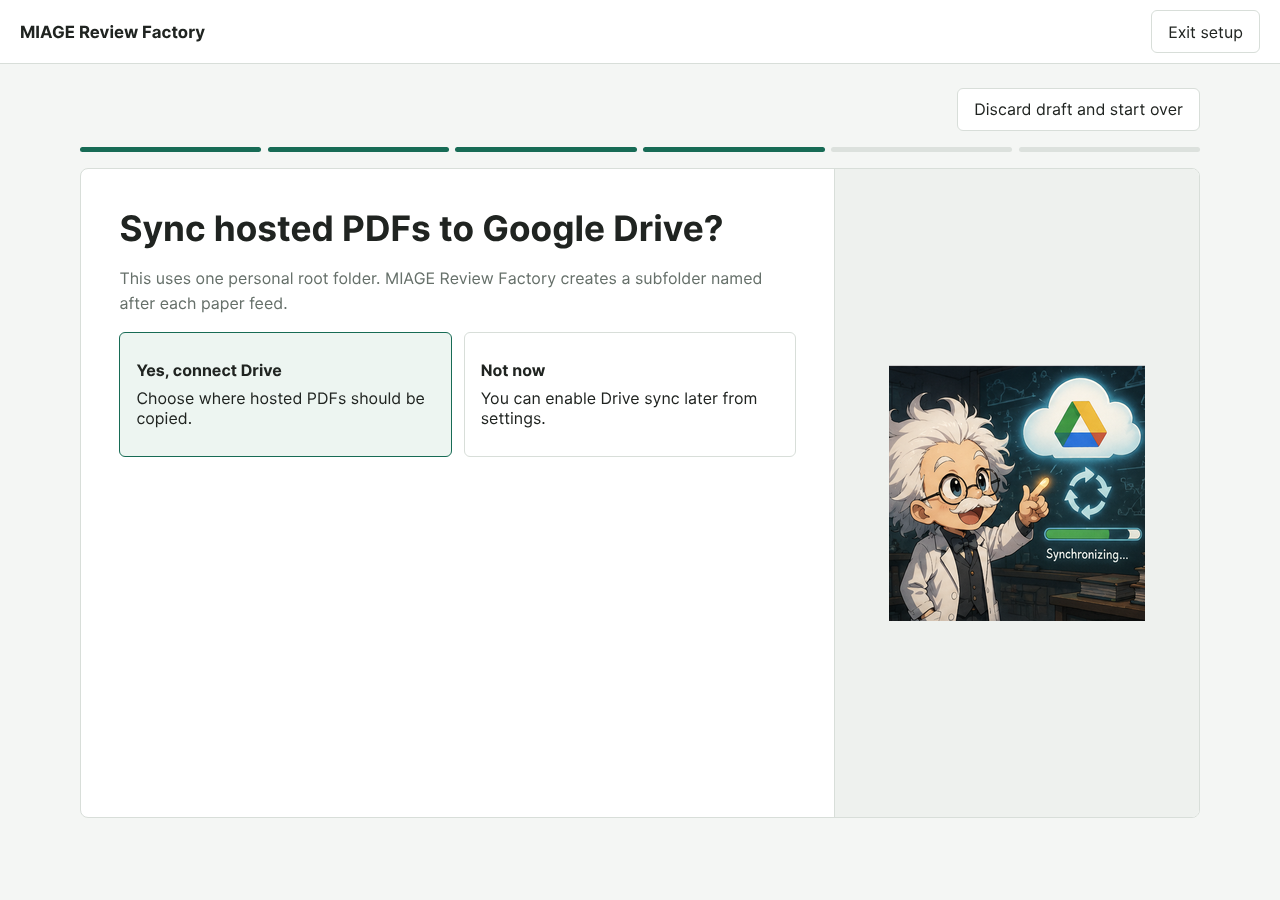 MIAGE Review Factory
Exit setup
Discard draft and start over
Sync hosted PDFs to Google Drive?
This uses one personal root folder. MIAGE Review Factory creates a subfolder named
after each paper feed.
Yes, connect Drive
Choose where hosted PDFs should be
copied.
Not now
You can enable Drive sync later from
settings.
Synchronizing...